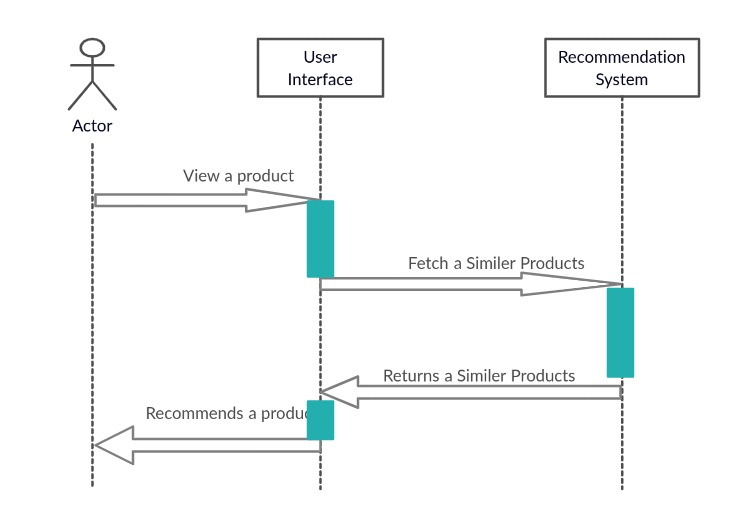 User
Interface
Recommendation
System
Actor
View a product
Fetch a Similer Products
Returns a Similer Products
Recommends a produc